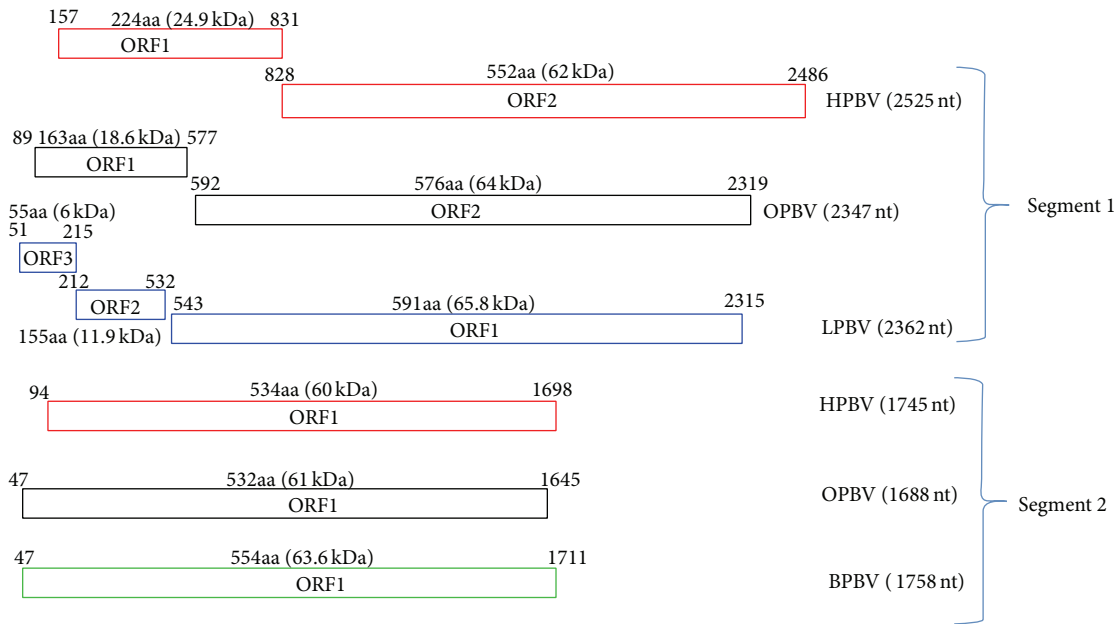 157 224aa (24.9 kDa) 831
ORF1
828 552aa (62 kDa) 2486
ORF2 HPBV (2525 nt)
89 163aa (18.6 kDa) 577
ORF1
592 576aa (64 kDa) 2319
ORF2 OPBV (2347 nt)
Segment 1
55aa (6 kDa)
51 215
ORF3
212 532
ORF2
155aa (11.9 kDa)
543 591aa (65.8 kDa) 2315
ORF1 LPBV (2362 nt)
94 534aa (60 kDa) 1698
ORF1 HPBV (1745 nt)
47 532aa (61 kDa) 1645
ORF1 OPBV (1688 nt)
Segment 2
47 554aa (63.6 kDa) 1711
ORF1 BPBV (1758 nt)